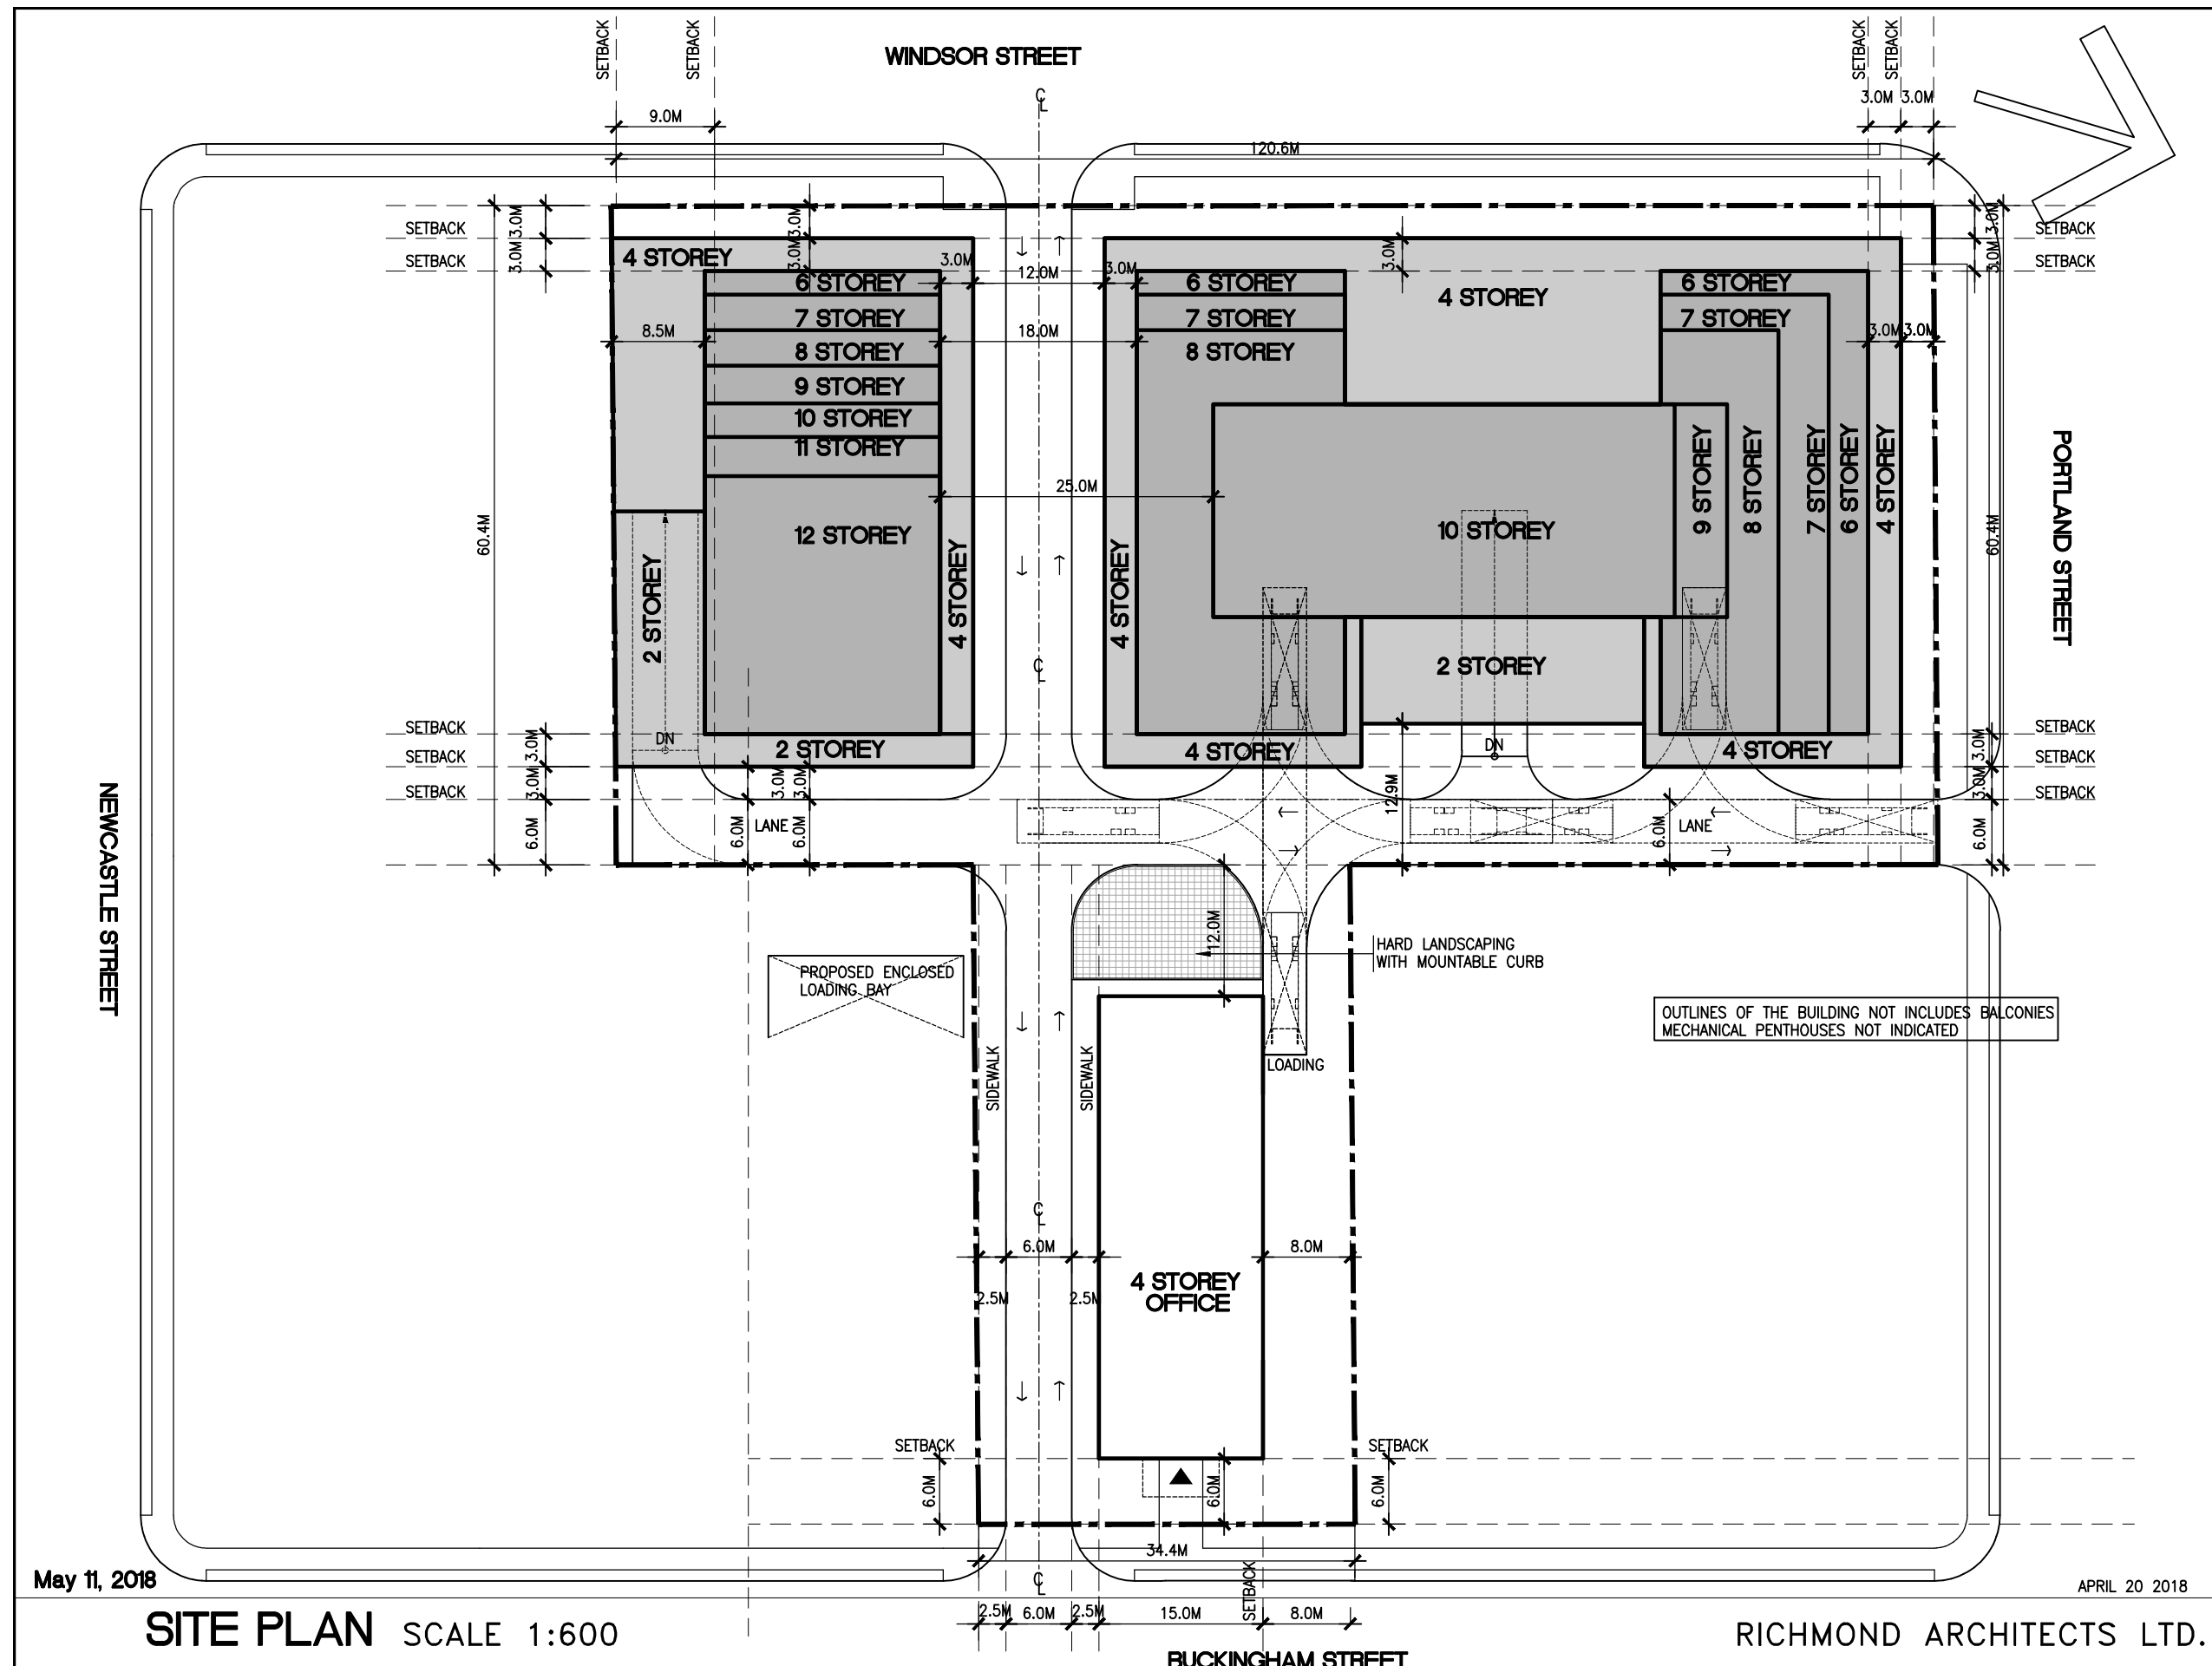 WINDSOR STREET
SETBACK
SETBACK
SETBACK
SETBACK
9.0M
3.0M
3.0M
120.6M
℄
SETBACK
SETBACK
3.0M
3.0M
3.0M
3.0M
3.0M
3.0M
SETBACK
SETBACK
4 STOREY
3.0M
12.0M
3.0M
3.0M
6 STOREY
7 STOREY
8 STOREY
9 STOREY
10 STOREY
11 STOREY
12 STOREY
8.5M
18.0M
25.0M
6 STOREY
7 STOREY
8 STOREY
4 STOREY
6 STOREY
7 STOREY
3.0M
3.0M
10 STOREY
9 STOREY
8 STOREY
7 STOREY
6 STOREY
4 STOREY
60.4M
60.4M
PORTLAND STREET
2 STOREY
4 STOREY
4 STOREY
℄
2 STOREY
DN
2 STOREY
4 STOREY
DN
4 STOREY
SETBACK
SETBACK
SETBACK
3.0M
3.0M
6.0M
3.0M
3.0M
6.0M
LANE
6.0M
12.9M
6.0M
LANE
3.0M
3.0M
6.0M
SETBACK
SETBACK
SETBACK
NEWCASTLE STREET
12.0M
HARD LANDSCAPING
WITH MOUNTABLE CURB
PROPOSED ENCLOSED
LOADING BAY
OUTLINES OF THE BUILDING NOT INCLUDES BALCONIES
MECHANICAL PENTHOUSES NOT INDICATED
SIDEWALK
SIDEWALK
LOADING
℄
6.0M
8.0M
2.5M
2.5M
4 STOREY
OFFICE
SETBACK
SETBACK
6.0M
6.0M
6.0M
34.4M
℄
SETBACK
2.5M
6.0M
2.5M
15.0M
8.0M
May 11, 2018
APRIL 20 2018
SITE PLAN SCALE 1:600
RICHMOND ARCHITECTS LTD.
BUCKINGHAM STREET